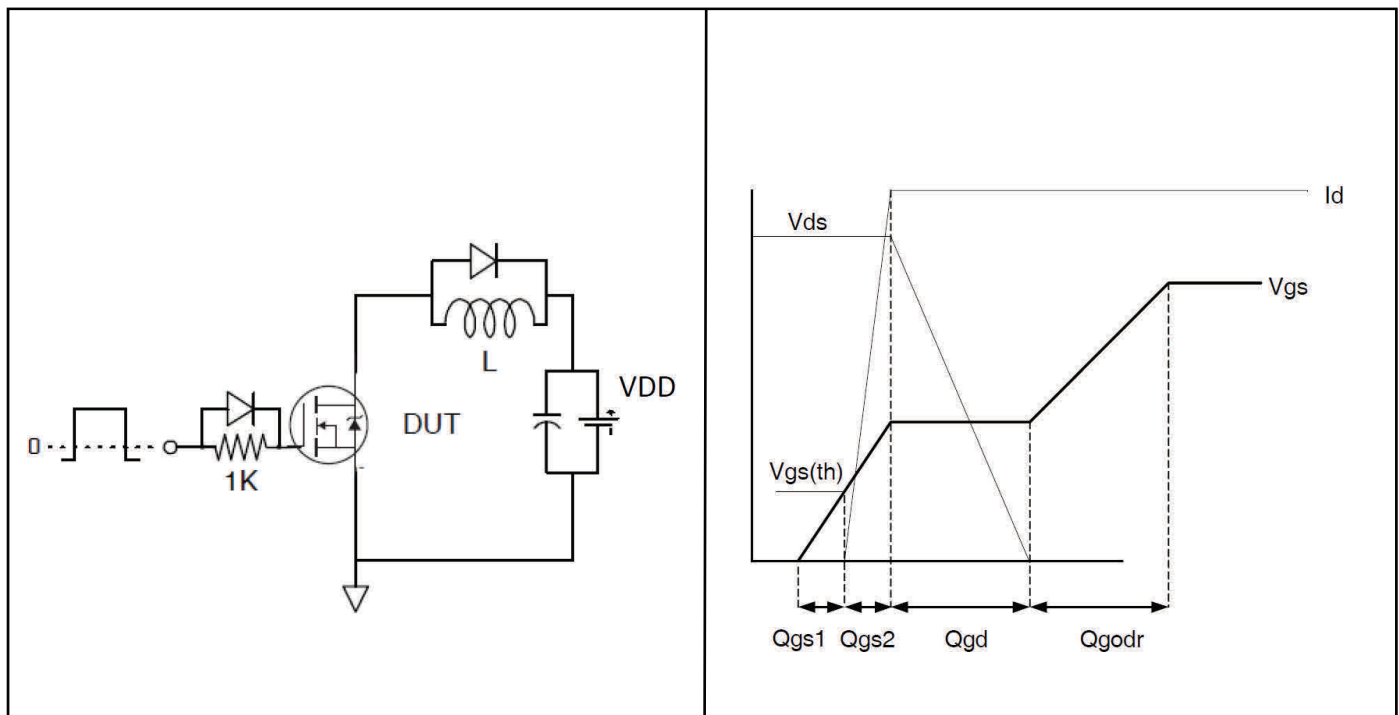 L
VDD
DUT
0
1K
Id
Vds
Vgs
Vgs(th)
Qgs1 Qgs2 Qgd Qgodr